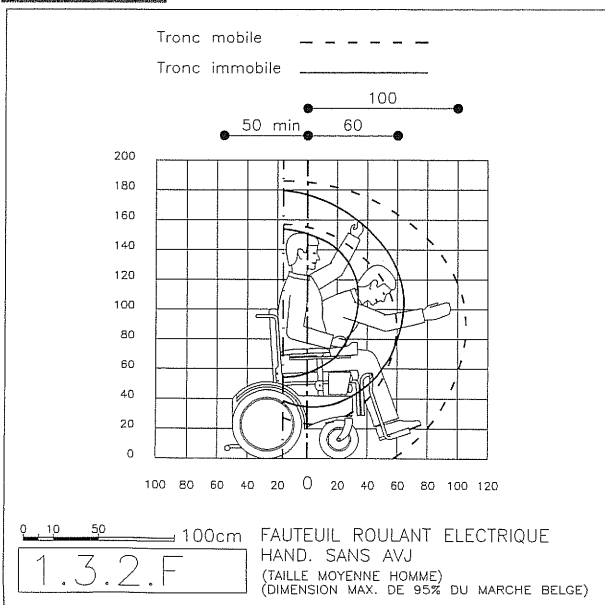 Tronc mobile
Tronc immobile
100
50 min 60
200
180
160
140
120
100
80
60
40
20
0
100 80 60 40 20 0 20 40 60 80 100 120
0 10 50 100cm
1.3.2.F
FAUTEUIL ROULANT ELECTRIQUE
HAND. SANS AVJ
(TAILLE MOYENNE HOMME)
(DIMENSION MAX. DE 95% DU MARCHE BELGE)